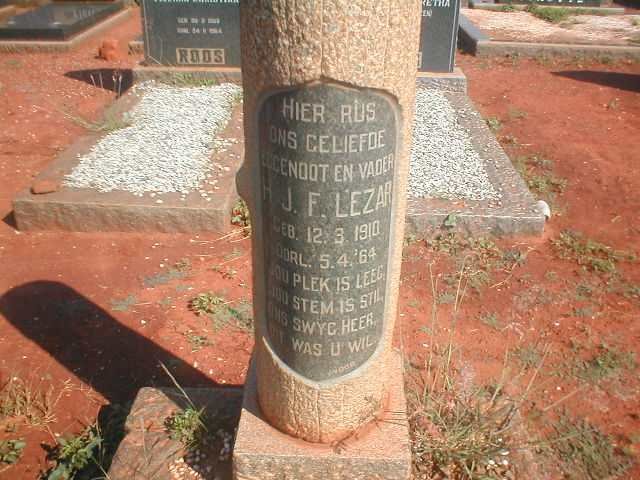 ROOS
HIER RUS
ONS GELIEFDE
EGGENOOT EN VADER
H. J. F. LEZAR
GEB. 12. 3. 1910
OORL. 5. 4. '64
JOU PLEK IS LEEG,
JOU STEM IS STIL,
ONS SWYG, HEER,
DIT WAS U WIL.